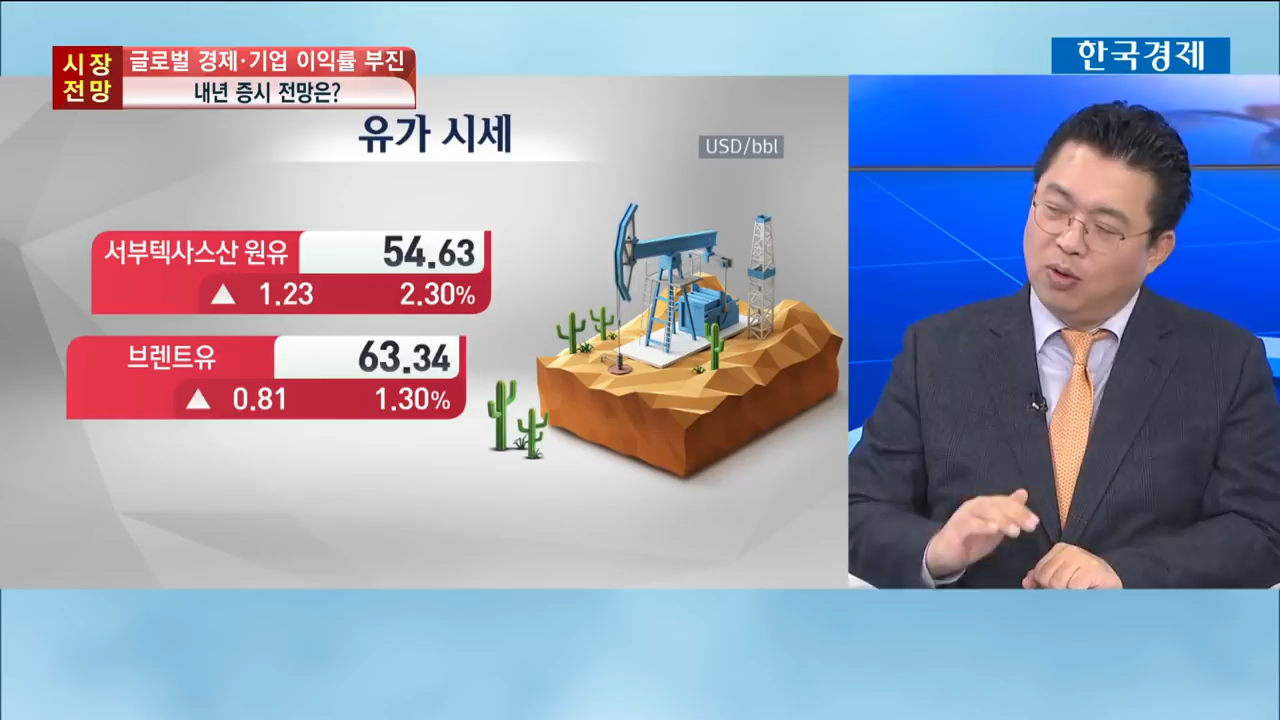 시장
전망
글로벌 경제·기업 이익률 부진
내년 증시 전망은?
한국경제
유가 시세
USD/bbl
서부텍사스산 원유 54.63
▲ 1.23 2.30%
브렌트유 63.34
▲ 0.81 1.30%